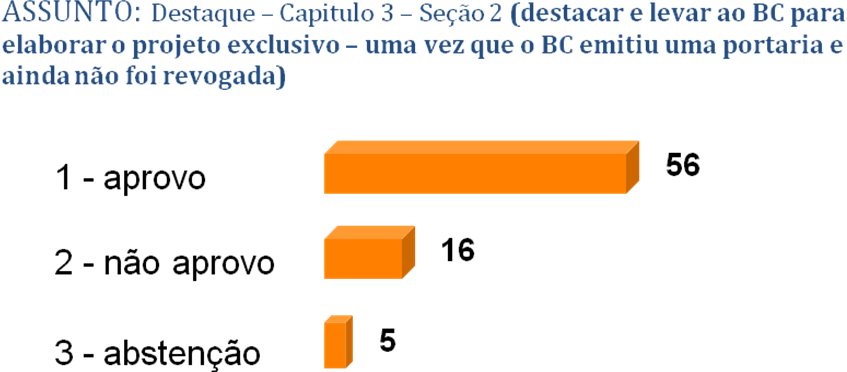 ASSUNTO: Destaque – Capitulo 3 – Seção 2 (destacar e levar ao BC para
elaborar o projeto exclusivo – uma vez que o BC emitiu uma portaria e
ainda não foi revogada)
1 - aprovo 56
2 - não aprovo 16
3 - abstenção 5